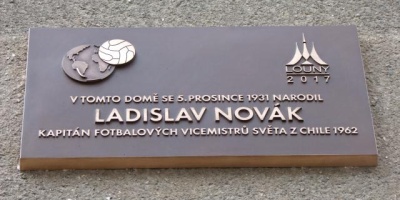 LOUNY
2017
V TOMTO DOMĚ SE 5. PROSINCE 1931 NARODIL
LADISLAV NOVÁK
KAPITÁN FOTBALOVÝCH VICEMISTRŮ SVĚTA Z CHILE 1962